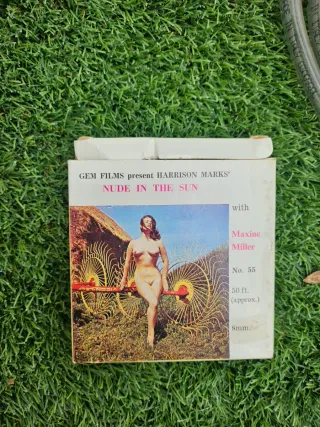 GEM FILMS present HARRISON MARKS'
NUDE IN THE SUN
with
Maxine
Miller
No. 55
50 ft.
(approx.)
8mm